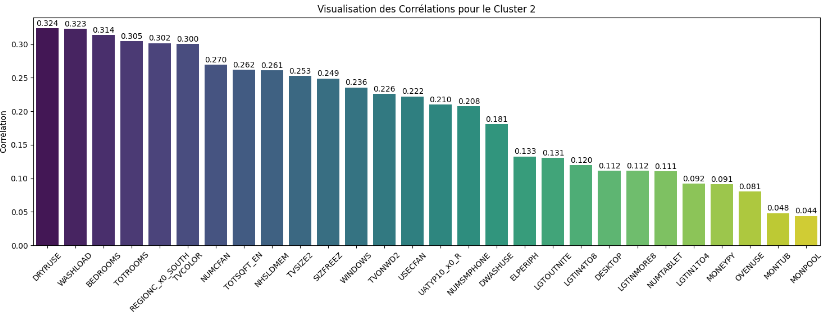 Visualisation des Corrélations pour le Cluster 2
Corrélation
0.30
0.25
0.20
0.15
0.10
0.05
0.00
0.324 0.323 0.314 0.305 0.302 0.300 0.270 0.262 0.261 0.253 0.249 0.236 0.226 0.222 0.210 0.208 0.181 0.133 0.131 0.120 0.112 0.112 0.111 0.092 0.091 0.081 0.048 0.044
DRYRUSE
WASHLOAD
BEDROOMS
TOTROOMS
REGIONC_x0_SOUTH
TVCOLOR
NUMCFAN
TOTSQFT_EN
NHSLDMEM
TVSIZE2
SIZFREEZ
WINDOWS
TVONWD2
USECFAN
UATYP10_x0_R
NUMSMPHONE
DWASHUSE
ELPERIPH
LGTOUTNITE
LGTIN4TO8
DESKTOP
LGTINMORE8
NUMTABLET
LGTIN1TO4
MONEYPY
OVENUSE
MONTUB
MONPOOL